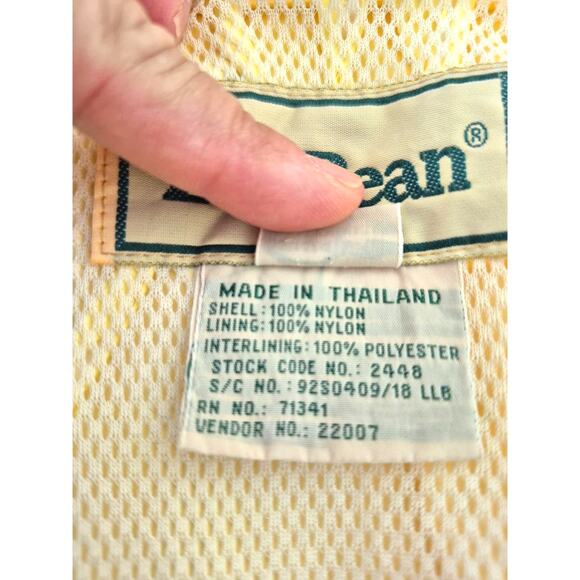 Bean®
MADE IN THAILAND
SHELL:100% NYLON
LINING:100% NYLON
INTERLINING:100% POLYESTER
STOCK CODE NO.: 2448
S/C NO.: 92S0409/18 LLB
RN NO.: 71341
VENDOR NO.: 22007